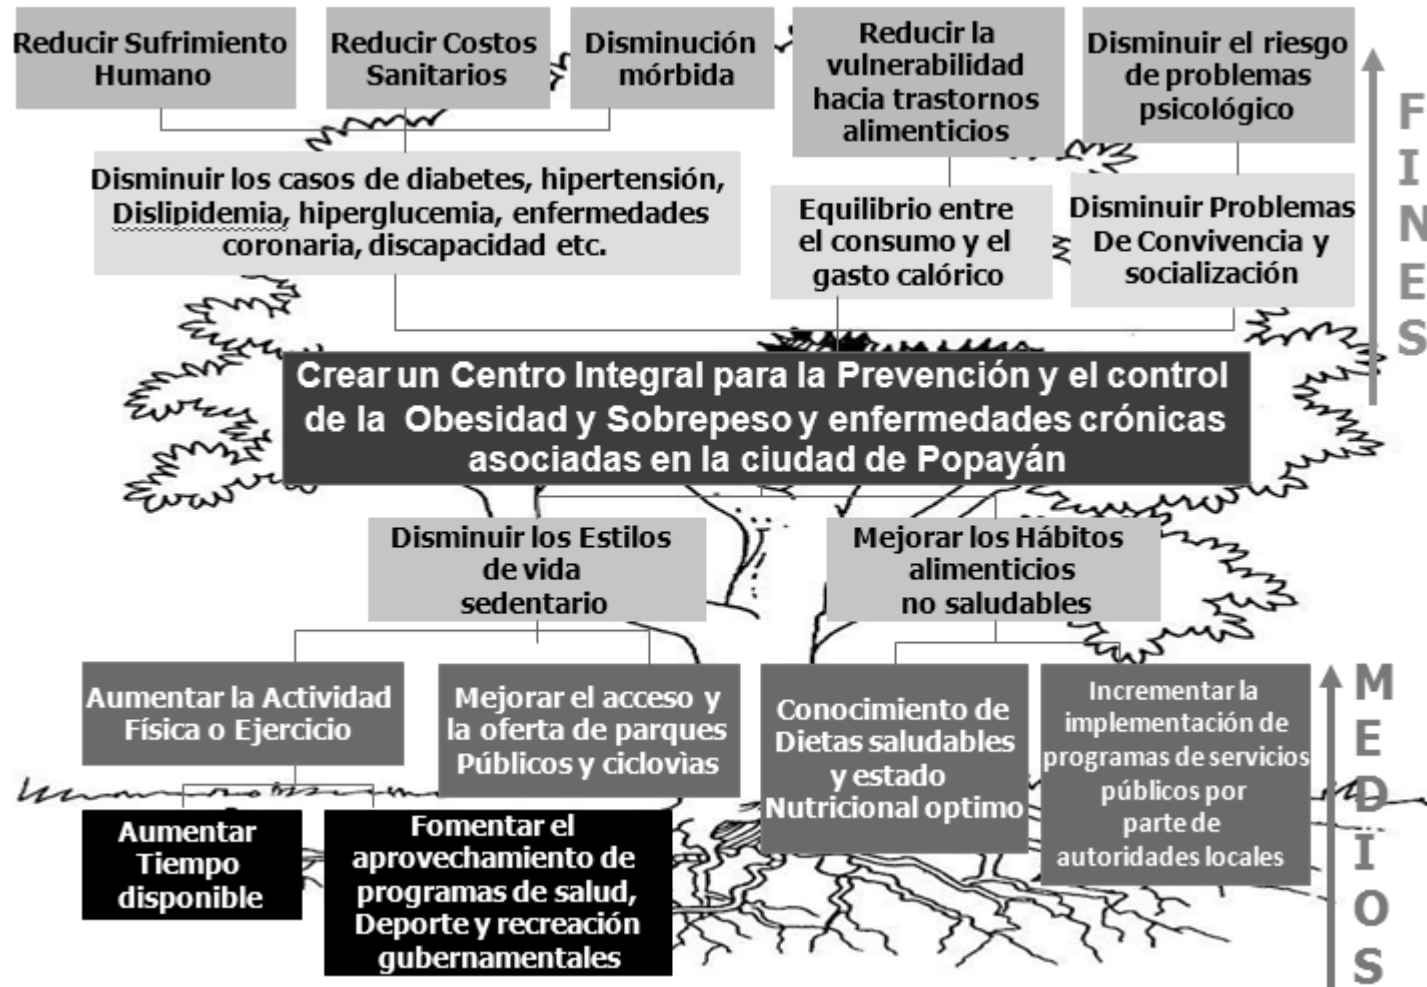 Reducir Sufrimiento
Humano
Reducir Costos
Sanitarios
Disminución
mórbida
Reducir la
vulnerabilidad
hacia trastornos
alimenticios
Disminuir el riesgo
de problemas
psicológico
Disminuir los casos de diabetes, hipertensión,
Dislipidemia, hiperglucemia, enfermedades
coronaria, discapacidad etc.
Equilibrio entre
el consumo y el
gasto calórico
Disminuir Problemas
De Convivencia y
socialización
FINES
Crear un Centro Integral para la Prevención y el control
de la Obesidad y Sobrepeso y enfermedades crónicas
asociadas en la ciudad de Popayán
Disminuir los Estilos
de vida
sedentario
Mejorar los Hábitos
alimenticios
no saludables
Aumentar la Actividad
Física o Ejercicio
Mejorar el acceso y
la oferta de parques
Públicos y ciclovìas
Conocimiento de
Dietas saludables
y estado
Nutricional optimo
Incrementar la
implementación de
programas de servicios
públicos por
parte de
autoridades locales
Aumentar
Tiempo
disponible
Fomentar el
aprovechamiento de
programas de salud,
Deporte y recreación
gubernamentales
MEDIOS